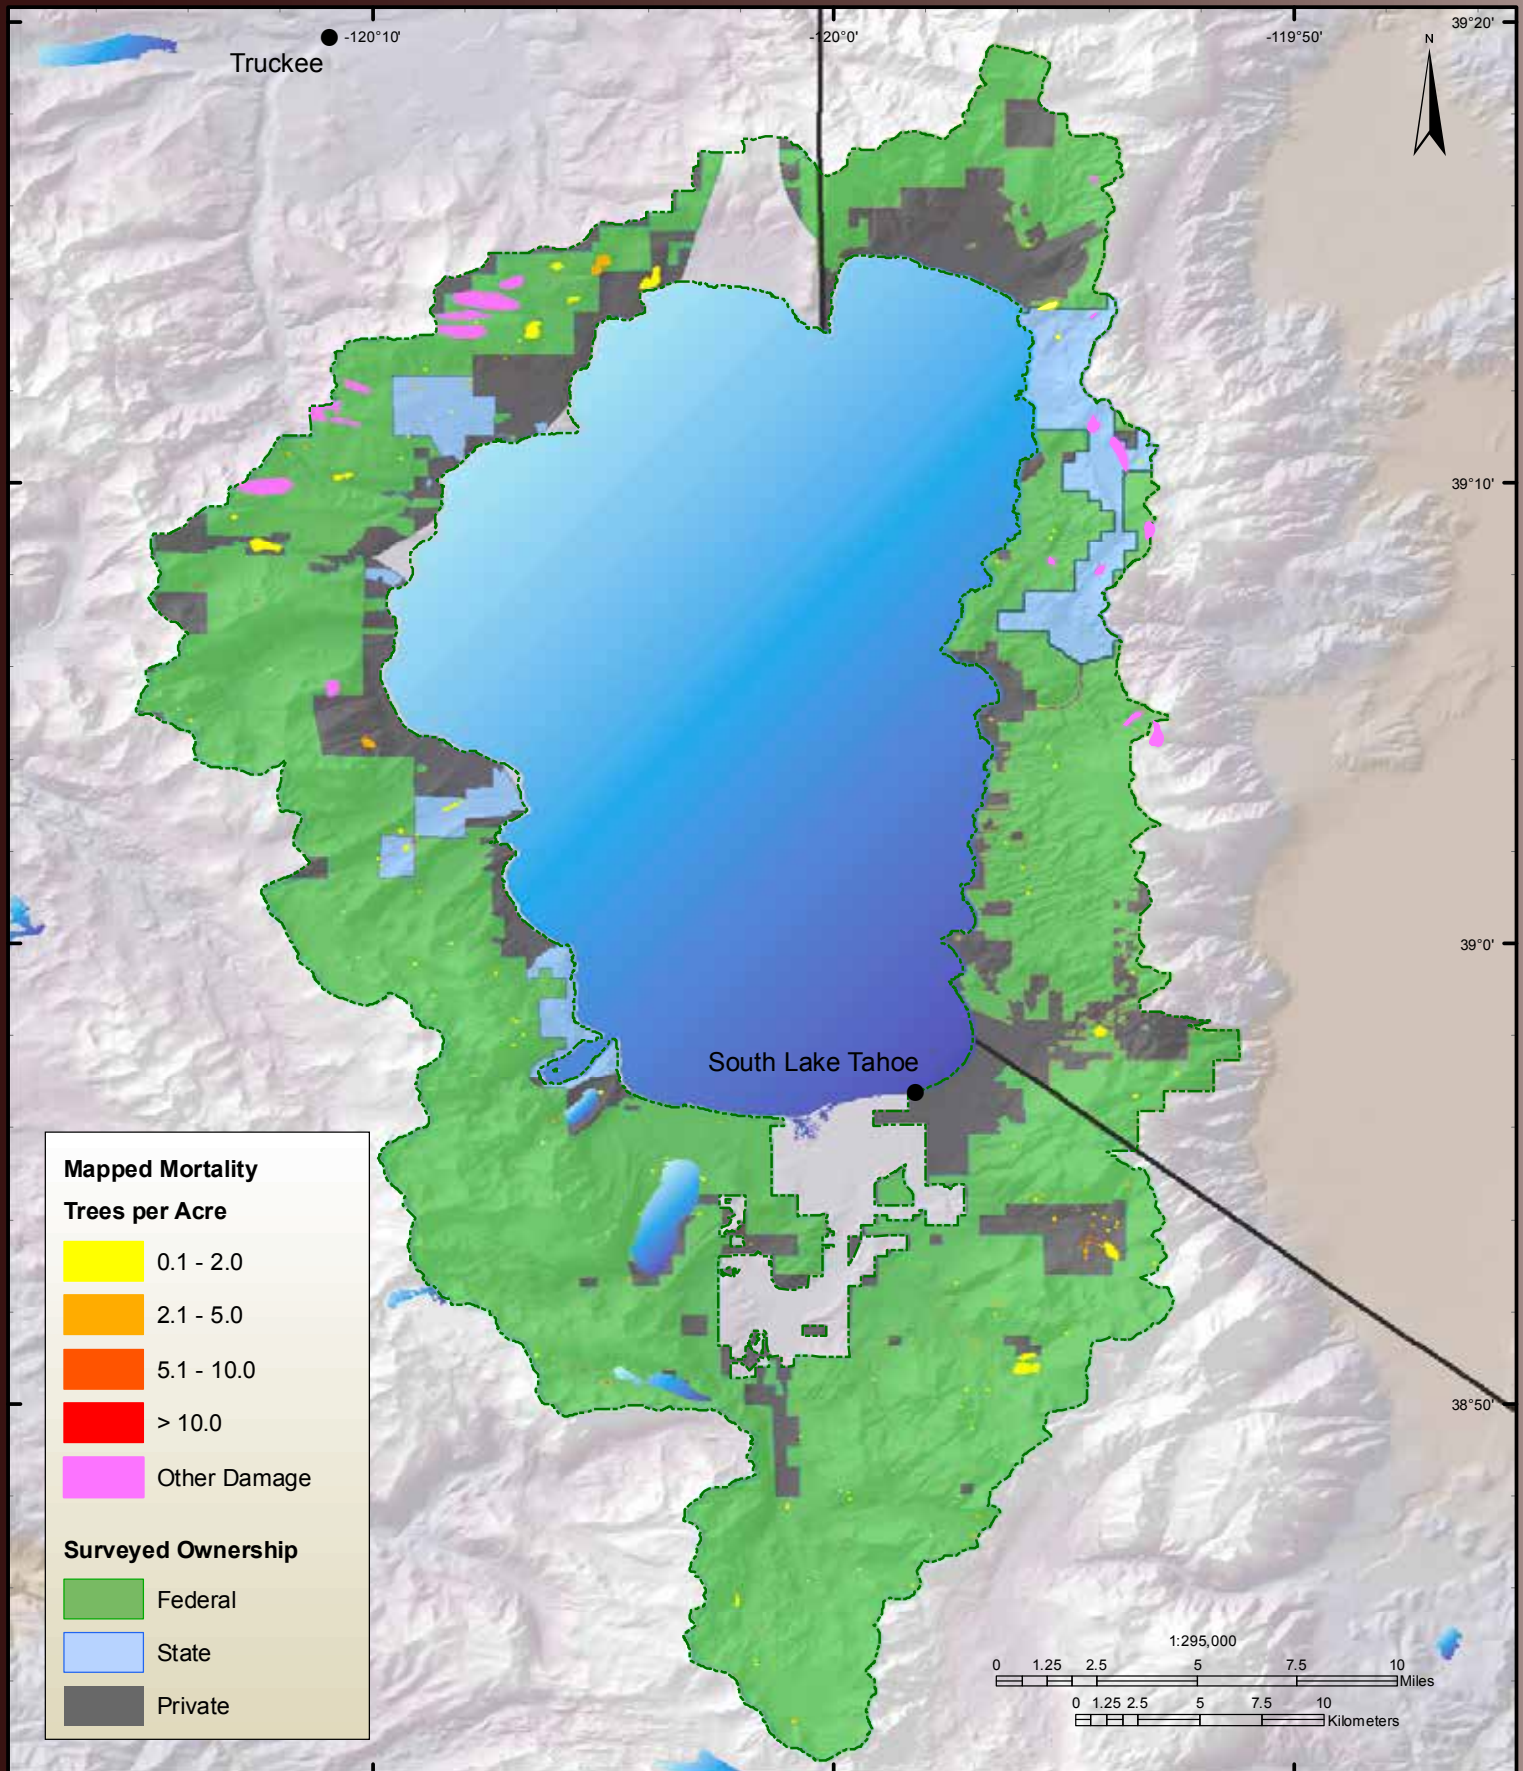 39°20'
-120°10'
-120°0'
-119°50'
N
Truckee
39°10'
39°0'
South Lake Tahoe
38°50'
Mapped Mortality
Trees per Acre
0.1 - 2.0
2.1 - 5.0
5.1 - 10.0
> 10.0
Other Damage
Surveyed Ownership
Federal
State
Private
1:295,000
0 1.25 2.5 5 7.5 10
Miles
0 1.25 2.5 5 7.5 10
Kilometers